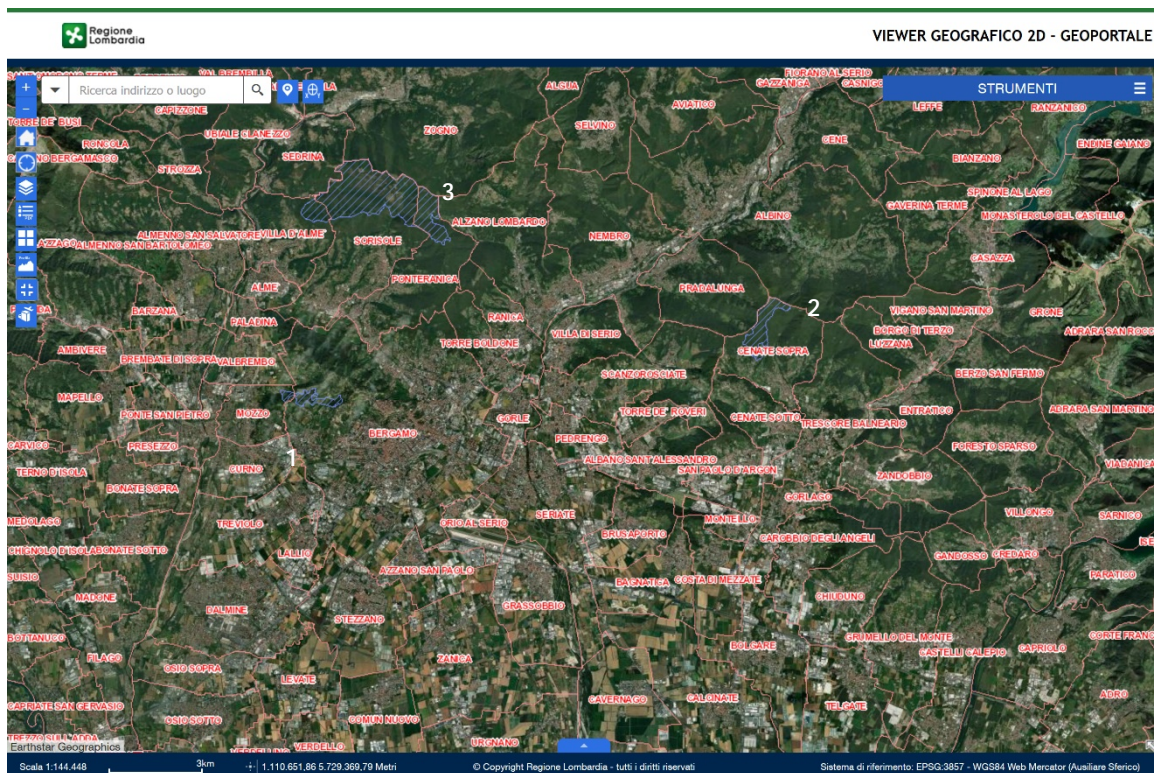 Regione
Lombardia
VIEWER GEOGRAFICO 2D - GEOPORTALE
Ricerca indirizzo o luogo
STRUMENTI
FIORANO AL SERIO
GAZZANIGA
CASNIGO
ALGUA
AVIATICO
LEFFE
RANZANICO
CAPIZZONE
TORRE DE' BUSI
UBIALE CLANEZZO
ZOGNO
SELVINO
CENE
RONCOLA
ENDINE GAIANO
SEDRINA
BIANZANO
STROZZA
SPINONE AL LAGO
3
GAVERINA TERME
ALZANO LOMBARDO
ALBINO
MONASTEROLO DEL CASTELLO
ALMENNO SAN SALVATORE
VILLA D'ALME'
NEMBRO
ALMENNO SAN BARTOLOMEO
SORISOLE
CASAZZA
PONTERANICA
ALME'
PRADALUNGA
2
BARZANA
VIGANO SAN MARTINO
GRONE
RANICA
PALADINA
VILLA DI SERIO
BORGO DI TERZO
ADRARA SAN ROCCO
TORRE BOLDONE
LUZZANA
AMBIVERE
CENATE SOPRA
BREMBATE DI SOPRA
VALBREMBO
SCANZOROSCIATE
BERZO SAN FERMO
MAPELLO
PONTE SAN PIETRO
MOZZO
TORRE DE' ROVERI
CENATE SOTTO
ENTRATICO
ADRARA SAN MARTINO
GORLE
TRESCORE BALNEARIO
BERGAMO
PEDRENGO
CARVICO
PRESEZZO
FORESTO SPARSO
1
ALBANO SANT'ALESSANDRO
VIADANICA
TERNO D'ISOLA
CURNO
SAN PAOLO D'ARGON
ZANDOBBIO
BONATE SOPRA
GORLAGO
VILLONGO
SERIATE
SARNICO
MEDOLAGO
TREVIOLO
ORIO AL SERIO
MONTELLO
BRUSAPORTO
CAROBBIO DEGLI ANGELI
CHIGNOLO D'ISOLA
BONATE SOTTO
LALLIO
GANDOSSO
CREDARO
AZZANO SAN PAOLO
SUISIO
BAGNATICA
COSTA DI MEZZATE
PARATICO
MADONE
CHIUDUNO
DALMINE
GRASSOBBIO
STEZZANO
BOTTANUCO
GRUMELLO DEL MONTE
BOLGARE
CASTELLI CALEPIO
CAPRIOLO
FILAGO
ZANICA
OSIO SOPRA
LEVATE
ADRO
CAVERNAGO
CALCINATE
CAPRIATE SAN GERVASIO
TELGATE
OSIO SOTTO
COMUN NUOVO
URGNANO
VERDELLO
Earthstar Geographics
Scala 1:144.448
3km
1.110.651,86 5.729.369,79 Metri
© Copyright Regione Lombardia - tutti i diritti riservati
Sistema di riferimento: EPSG:3857 - WGS84 Web Mercator (Ausiliare Sferico)